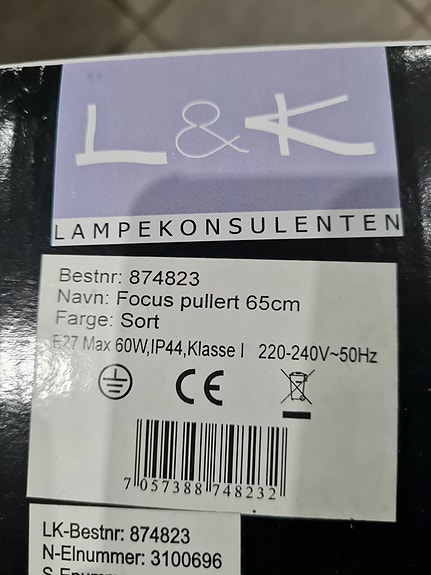 L&K
LAMPEKONSULENTEN
Bestnr: 874823
Navn: Focus pullert 65cm
Farge: Sort
E27 Max 60W,IP44,Klasse I 220-240V~50Hz
CE
7 057388 748232
LK-Bestnr: 874823
N-Elnummer: 3100696